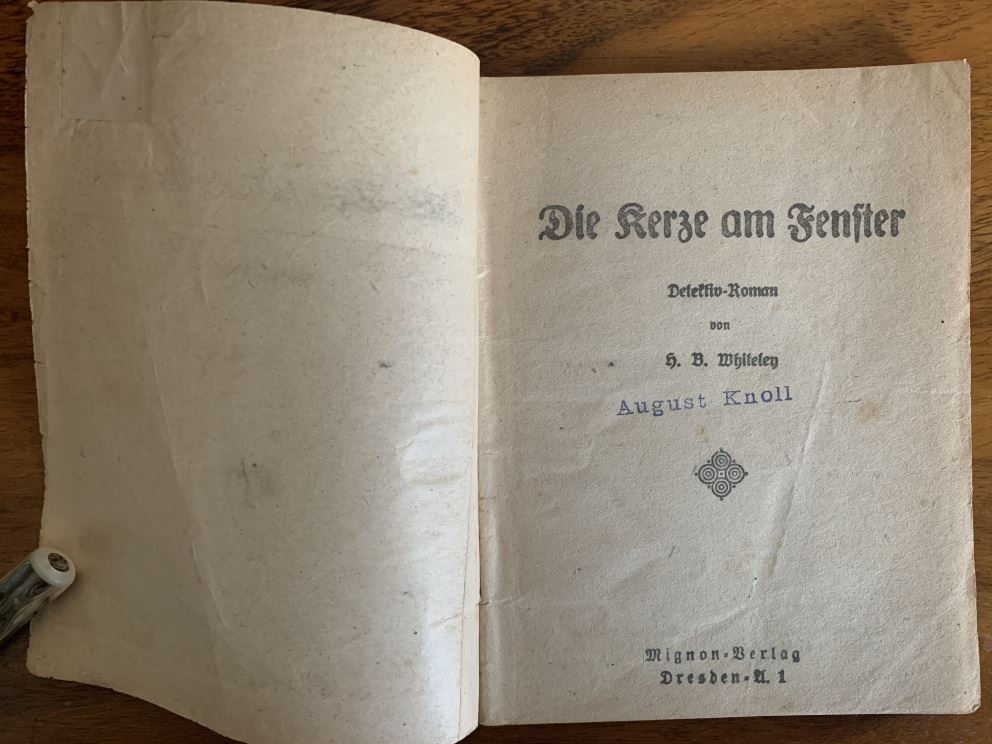 Die Kerze am Fenster
Detektiv-Roman
von
H. B. Whiteley
August Knoll
Mignon-Verlag
Dresden-A. 1